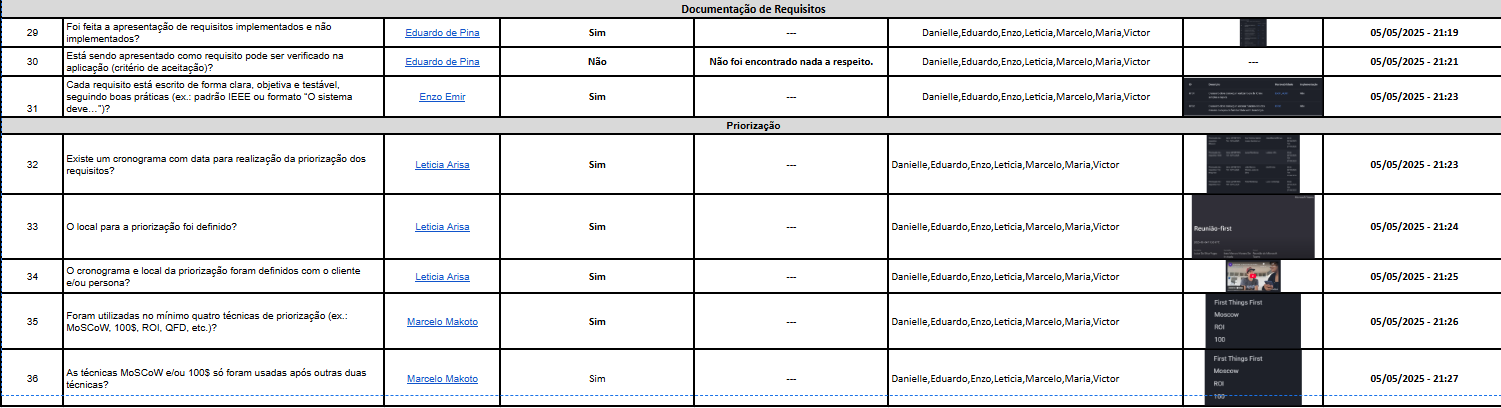 Documentação de Requisitos
29 Foi feita a apresentação de requisitos implementados e não implementados? Eduardo de Pina Sim --- Danielle,Eduardo,Enzo,Leticia,Marcelo,Maria,Victor 05/05/2025 - 21:19
30 Está sendo apresentado como requisito pode ser verificado na aplicação (critério de aceitação)? Eduardo de Pina Não Não foi encontrado nada a respeito. Danielle,Eduardo,Enzo,Leticia,Marcelo,Maria,Victor --- 05/05/2025 - 21:21
31 Cada requisito está escrito de forma clara, objetiva e testável, seguindo boas práticas (ex.: padrão IEEE ou formato "O sistema deve…")? Enzo Emir Sim --- Danielle,Eduardo,Enzo,Leticia,Marcelo,Maria,Victor 05/05/2025 - 21:23
Priorização
32 Existe um cronograma com data para realização da priorização dos requisitos? Leticia Arisa Sim --- Danielle,Eduardo,Enzo,Leticia,Marcelo,Maria,Victor 05/05/2025 - 21:23
33 O local para a priorização foi definido? Leticia Arisa Sim --- Danielle,Eduardo,Enzo,Leticia,Marcelo,Maria,Victor Reunião-first 05/05/2025 - 21:24
34 O cronograma e local da priorização foram definidos com o cliente e/ou persona? Leticia Arisa Sim --- Danielle,Eduardo,Enzo,Leticia,Marcelo,Maria,Victor 05/05/2025 - 21:25
35 Foram utilizadas no mínimo quatro técnicas de priorização (ex.: MoSCoW, 100$, ROI, QFD, etc.)? Marcelo Makoto Sim --- Danielle,Eduardo,Enzo,Leticia,Marcelo,Maria,Victor First Things First Moscow ROI 100 05/05/2025 - 21:26
36 As técnicas MoSCoW e/ou 100$ só foram usadas após outras duas técnicas? Marcelo Makoto Sim --- Danielle,Eduardo,Enzo,Leticia,Marcelo,Maria,Victor First Things First Moscow ROI 100 05/05/2025 - 21:27